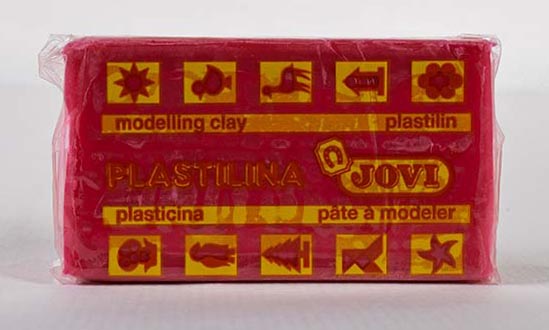 modelling clay plastilin
PLASTILINA JOVI
plasticina pâte à modeler